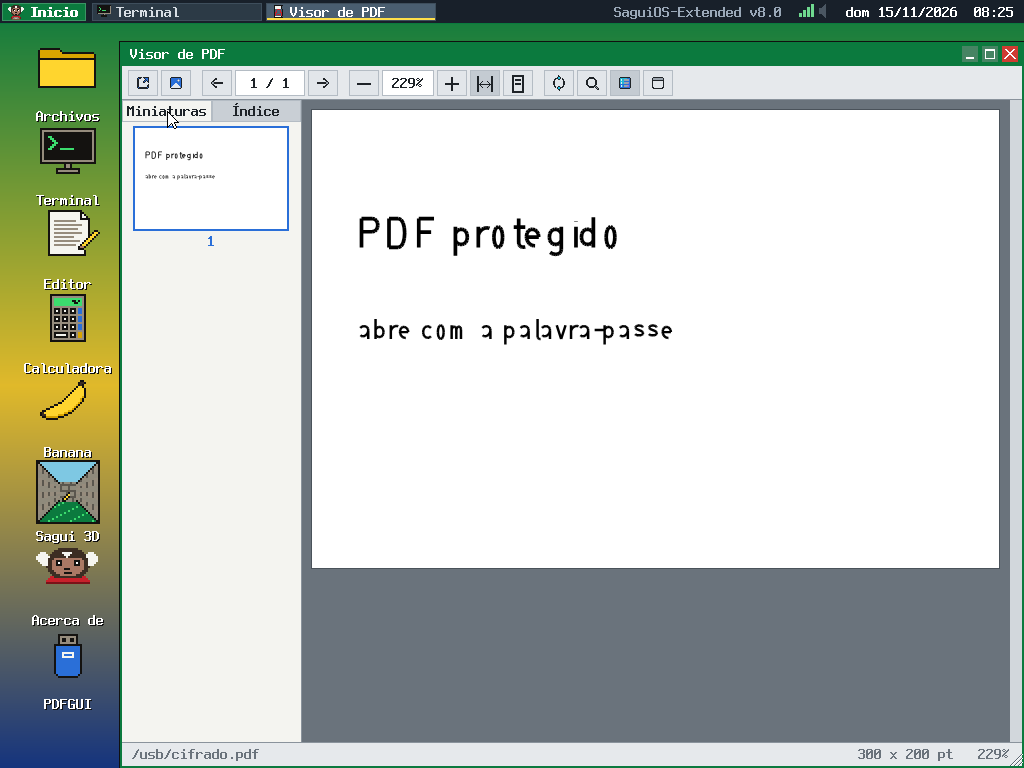 Inicio
Terminal
Visor de PDF
SaguiOS-Extended v8.0
dom 15/11/2026
08:25
Archivos
Terminal
Editor
Calculadora
Banana
Sagui 3D
Acerca de
PDFGUI
Visor de PDF
1 / 1
229%
Miniaturas
Índice
PDF protegido
abre com a palavra-passe
1
PDF protegido
abre com a palavra-passe
/usb/cifrado.pdf
300 x 200 pt
229%